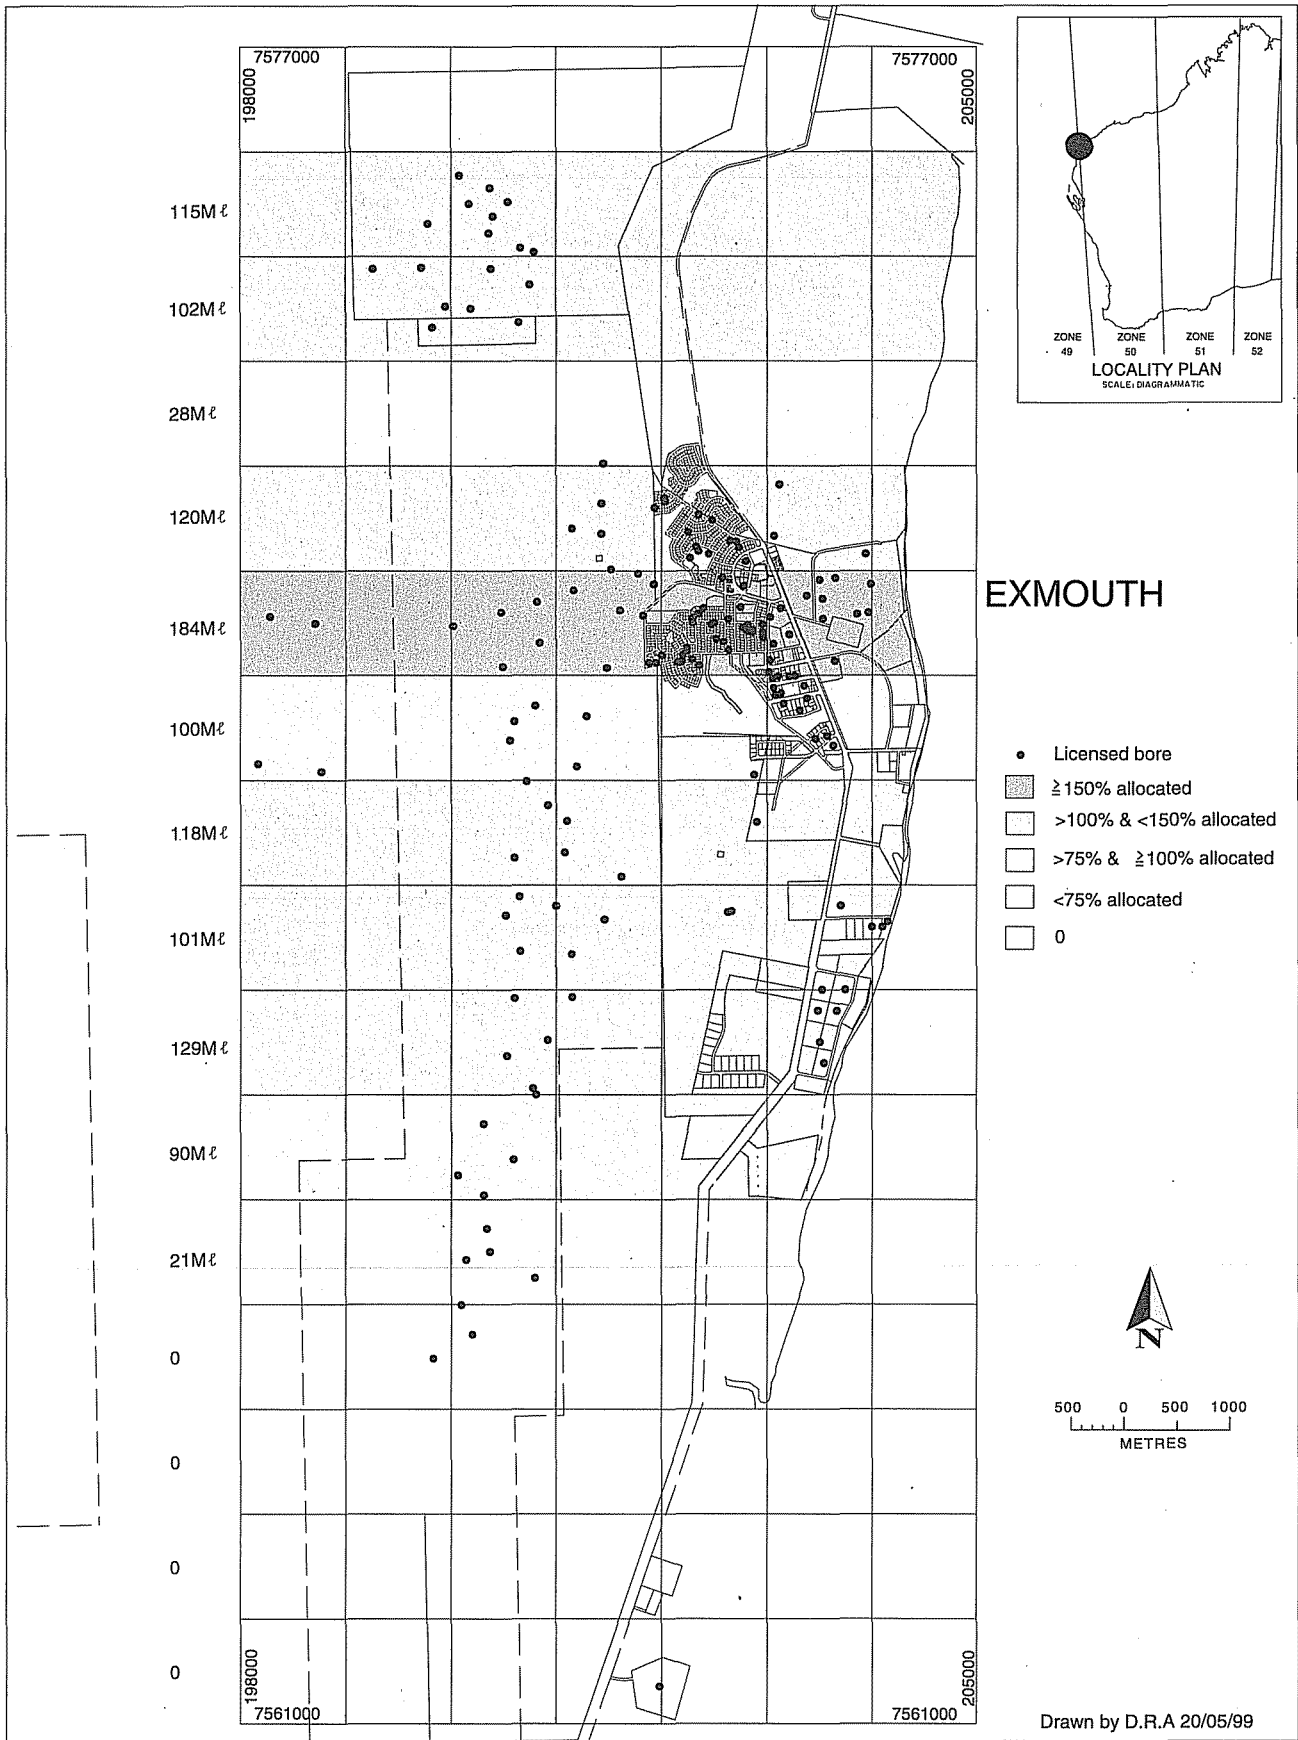 7577000
7577000
198000
205000
115Mℓ
102Mℓ
28Mℓ
120Mℓ
184Mℓ
100Mℓ
118Mℓ
101Mℓ
129Mℓ
90Mℓ
21Mℓ
0
0
0
0
198000
205000
7561000
7561000
ZONE 49
ZONE 50
ZONE 51
ZONE 52
LOCALITY PLAN
SCALE: DIAGRAMMATIC
EXMOUTH
Licensed bore
≧150% allocated
>100% & <150% allocated
>75% & ≧100% allocated
<75% allocated
0
N
500 0 500 1000
METRES
Drawn by D.R.A 20/05/99